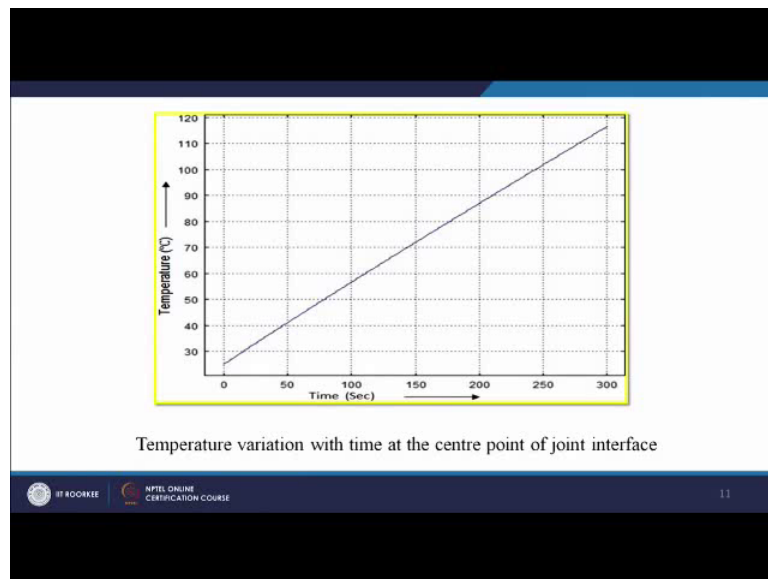 120
110
100
90
80
70
60
50
40
30
Temperature (°C)
0 50 100 150 200 250 300
Time (Sec)
Temperature variation with time at the centre point of joint interface
IIT ROORKEE
NPTEL ONLINE
CERTIFICATION COURSE
11